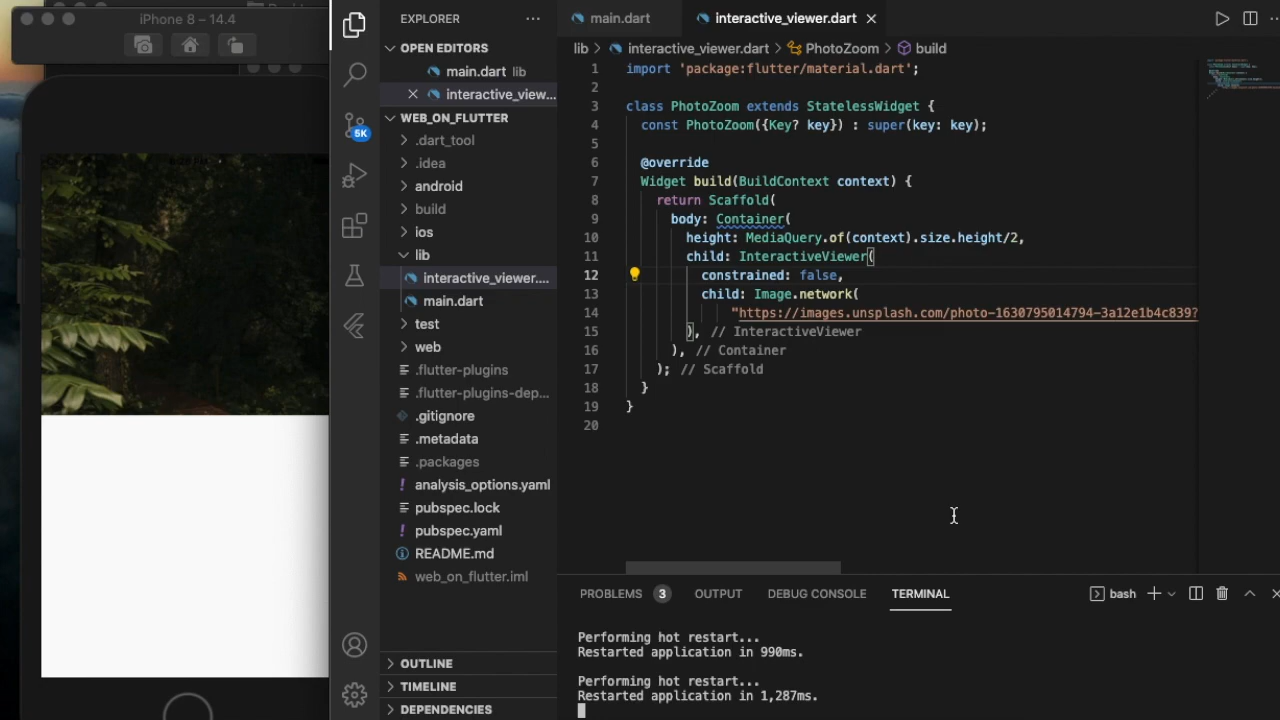 iPhone 8 – 14.4
EXPLORER
OPEN EDITORS
main.dart lib
interactive_view...
WEB_ON_FLUTTER
.dart_tool
.idea
android
build
ios
lib
interactive_viewer....
main.dart
test
web
.flutter-plugins
.flutter-plugins-dep...
.gitignore
.metadata
.packages
analysis_options.yaml
pubspec.lock
pubspec.yaml
README.md
web_on_flutter.iml
OUTLINE
TIMELINE
DEPENDENCIES
5K
main.dart
interactive_viewer.dart
lib > interactive_viewer.dart > PhotoZoom > build
1 import 'package:flutter/material.dart';
2
3 class PhotoZoom extends StatelessWidget {
4 const PhotoZoom({Key? key}) : super(key: key);
5
6 @override
7 Widget build(BuildContext context) {
8 return Scaffold(
9 body: Container(
10 height: MediaQuery.of(context).size.height/2,
11 child: InteractiveViewer(
12 constrained: false,
13 child: Image.network(
14 "https://images.unsplash.com/photo-1630795014794-3a12e1b4c839?
15 ), // InteractiveViewer
16 ), // Container
17 ); // Scaffold
18 }
19 }
20
PROBLEMS 3 OUTPUT DEBUG CONSOLE TERMINAL
bash
Performing hot restart...
Restarted application in 990ms.
Performing hot restart...
Restarted application in 1,287ms.